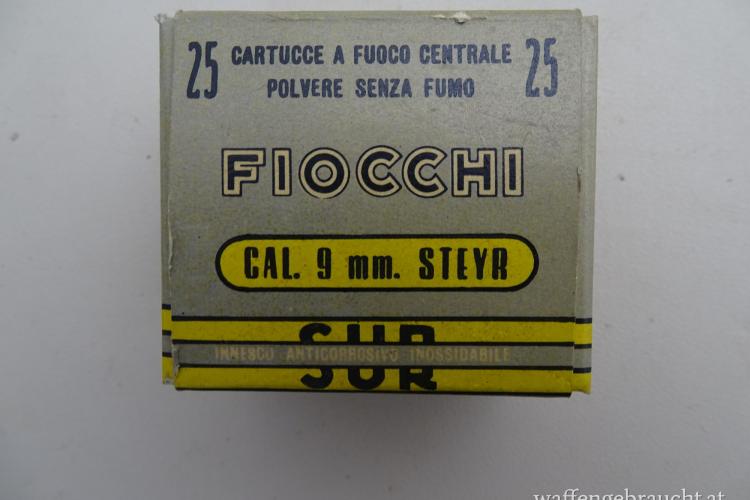 25 CARTUCCE A FUOCO CENTRALE 25
POLVERE SENZA FUMO
FIOCCHI
CAL. 9 mm. STEYR
SUR
INNESCO ANTICORROSIVO INOSSIDABILE
SUR
waffengebraucht.at